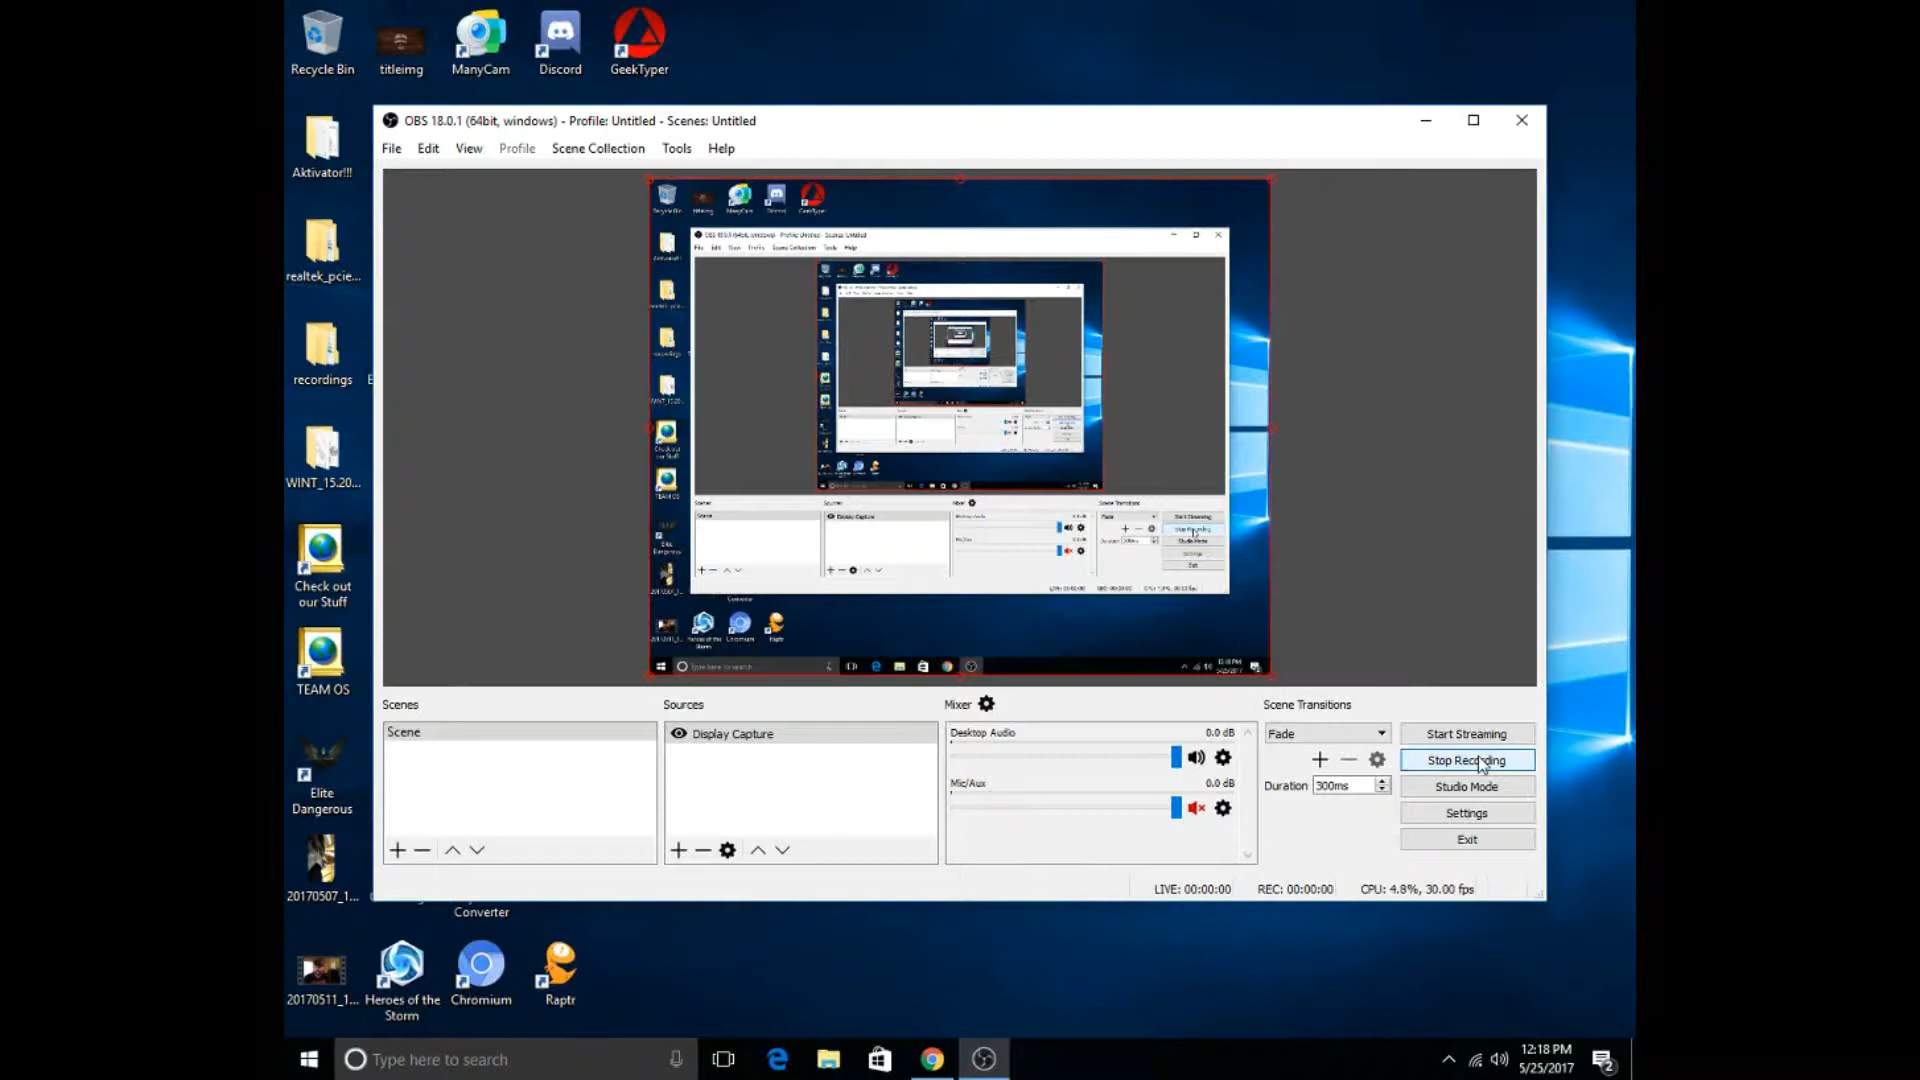 Recycle Bin
titleimg
ManyCam
Discord
GeekTyper
Aktivator!!!
realtek_pcie...
recordings
E
WINT_15.20...
Check out
our Stuff
TEAM OS
Elite
Dangerous
20170507_1...
Converter
20170511_1...
Heroes of the
Storm
Chromium
Raptr
OBS 18.0.1 (64bit, windows) - Profile: Untitled - Scenes: Untitled
File Edit View Profile Scene Collection Tools Help
Scenes
Scene
Sources
Display Capture
Mixer
Desktop Audio 0.0 dB
Mic/Aux 0.0 dB
Scene Transitions
Fade
Duration 300ms
Start Streaming
Stop Recording
Studio Mode
Settings
Exit
LIVE: 00:00:00 REC: 00:00:00 CPU: 4.8%, 30.00 fps
Type here to search
12:18 PM
5/25/2017
2